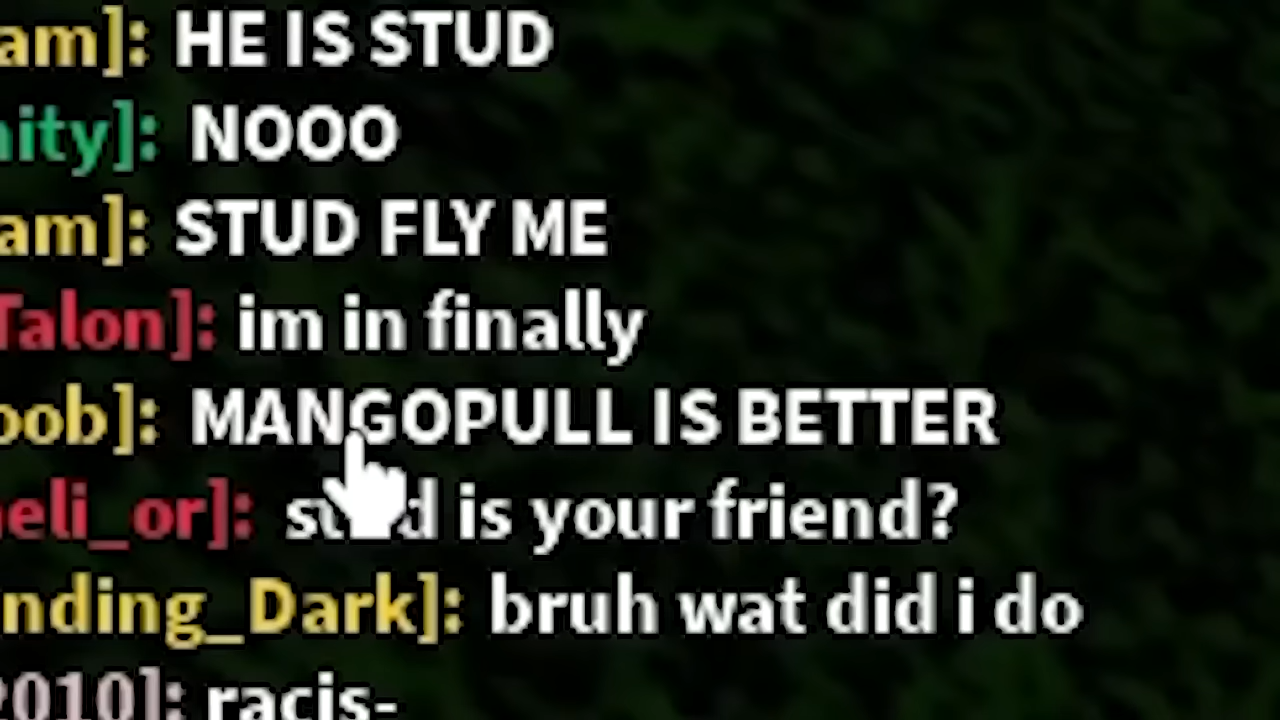 am]: HE IS STUD
nity]: NOOO
am]: STUD FLY ME
Talon]: im in finally
oob]: MANGOPULL IS BETTER
eli_or]: stud is your friend?
nding_Dark]: bruh wat did i do
2010]: racis-